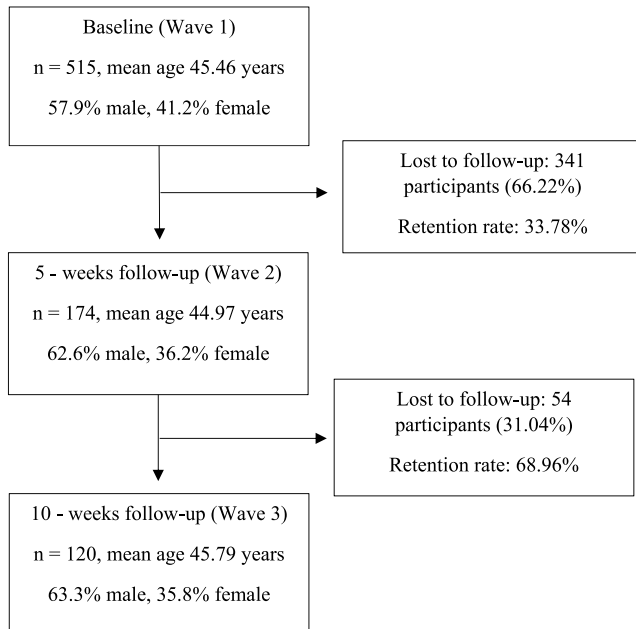 Baseline (Wave 1)
n = 515, mean age 45.46 years
57.9% male, 41.2% female
Lost to follow-up: 341
participants (66.22%)
Retention rate: 33.78%
5 - weeks follow-up (Wave 2)
n = 174, mean age 44.97 years
62.6% male, 36.2% female
Lost to follow-up: 54
participants (31.04%)
Retention rate: 68.96%
10 - weeks follow-up (Wave 3)
n = 120, mean age 45.79 years
63.3% male, 35.8% female